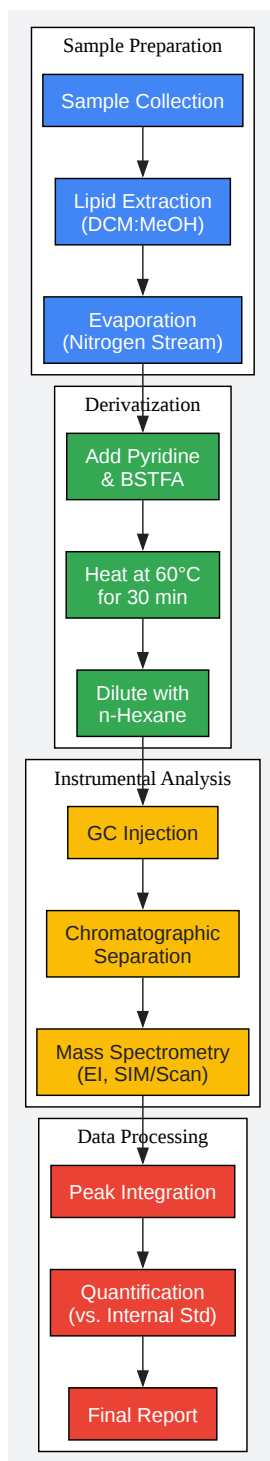 Sample Preparation
Sample Collection
Lipid Extraction
(DCM:MeOH)
Evaporation
(Nitrogen Stream)
Derivatization
Add Pyridine
& BSTFA
Heat at 60°C
for 30 min
Dilute with
n-Hexane
Instrumental Analysis
GC Injection
Chromatographic
Separation
Mass Spectrometry
(EI, SIM/Scan)
Data Processing
Peak Integration
Quantification
(vs. Internal Std)
Final Report